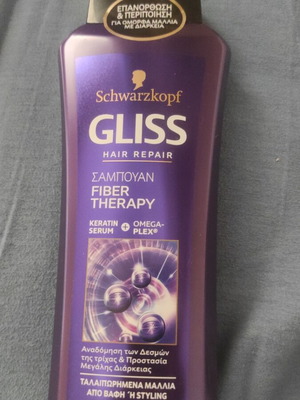 ΕΠΑΝΟΡΘΩΣΗ
& ΠΕΡΙΠΟΙΗΣΗ
ΓΙΑ ΟΜΟΡΦΑ ΜΑΛΛΙΑ
ΜΕ ΔΙΑΡΚΕΙΑ
Schwarzkopf
GLISS
HAIR REPAIR
ΣΑΜΠΟΥΑΝ
FIBER
THERAPY
KERATIN SERUM + OMEGA-PLEX®
Αναδόμηση των Δεσμών
της τρίχας & Προστασία
Μεγάλης Διάρκειας
ΤΑΛΑΙΠΩΡΗΜΕΝΑ ΜΑΛΛΙΑ
ΑΠΟ ΒΑΦΗ Ή STYLING